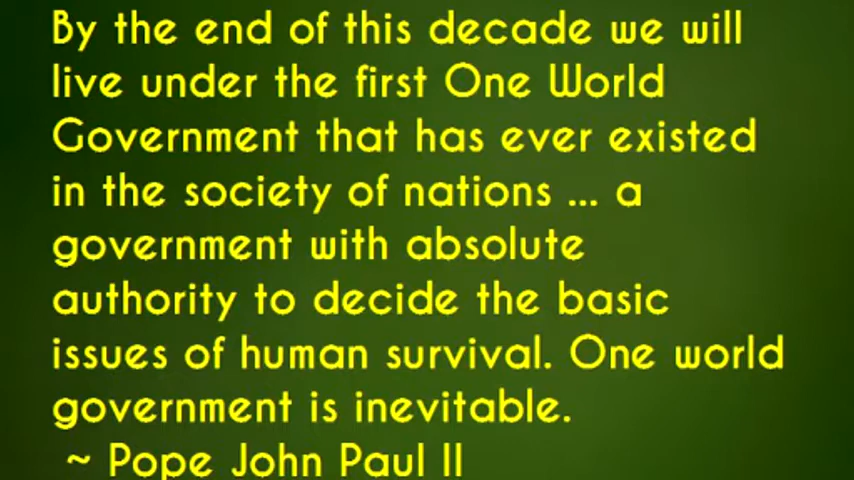 By the end of this decade we will
live under the first One World
Government that has ever existed
in the society of nations ... a
government with absolute
authority to decide the basic
issues of human survival. One world
government is inevitable.
~ Pope John Paul II